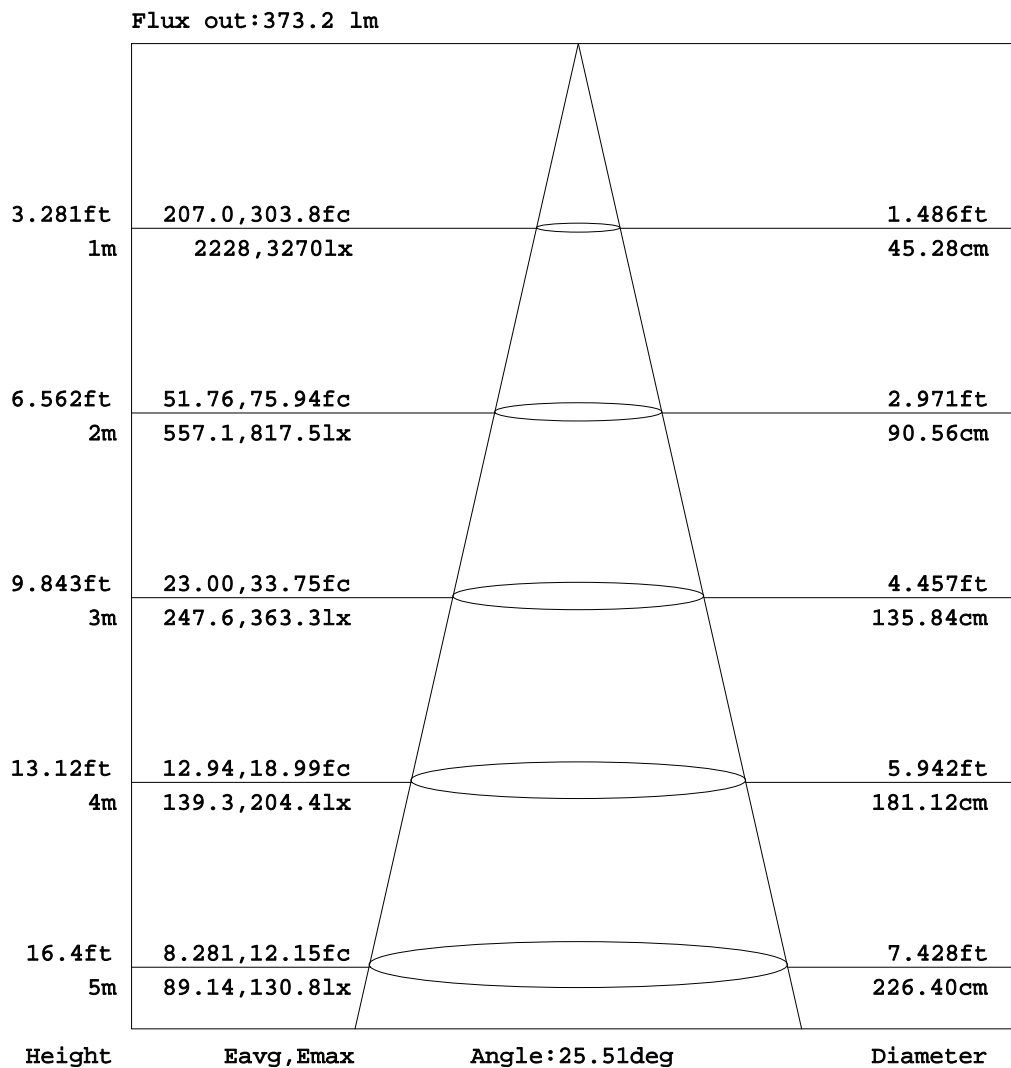 Flux out:373.2 lm
3.281ft 207.0,303.8fc 1.486ft
1m 2228,3270lx 45.28cm
6.562ft 51.76,75.94fc 2.971ft
2m 557.1,817.5lx 90.56cm
9.843ft 23.00,33.75fc 4.457ft
3m 247.6,363.3lx 135.84cm
13.12ft 12.94,18.99fc 5.942ft
4m 139.3,204.4lx 181.12cm
16.4ft 8.281,12.15fc 7.428ft
5m 89.14,130.8lx 226.40cm
Height Eavg,Emax Angle:25.51deg Diameter